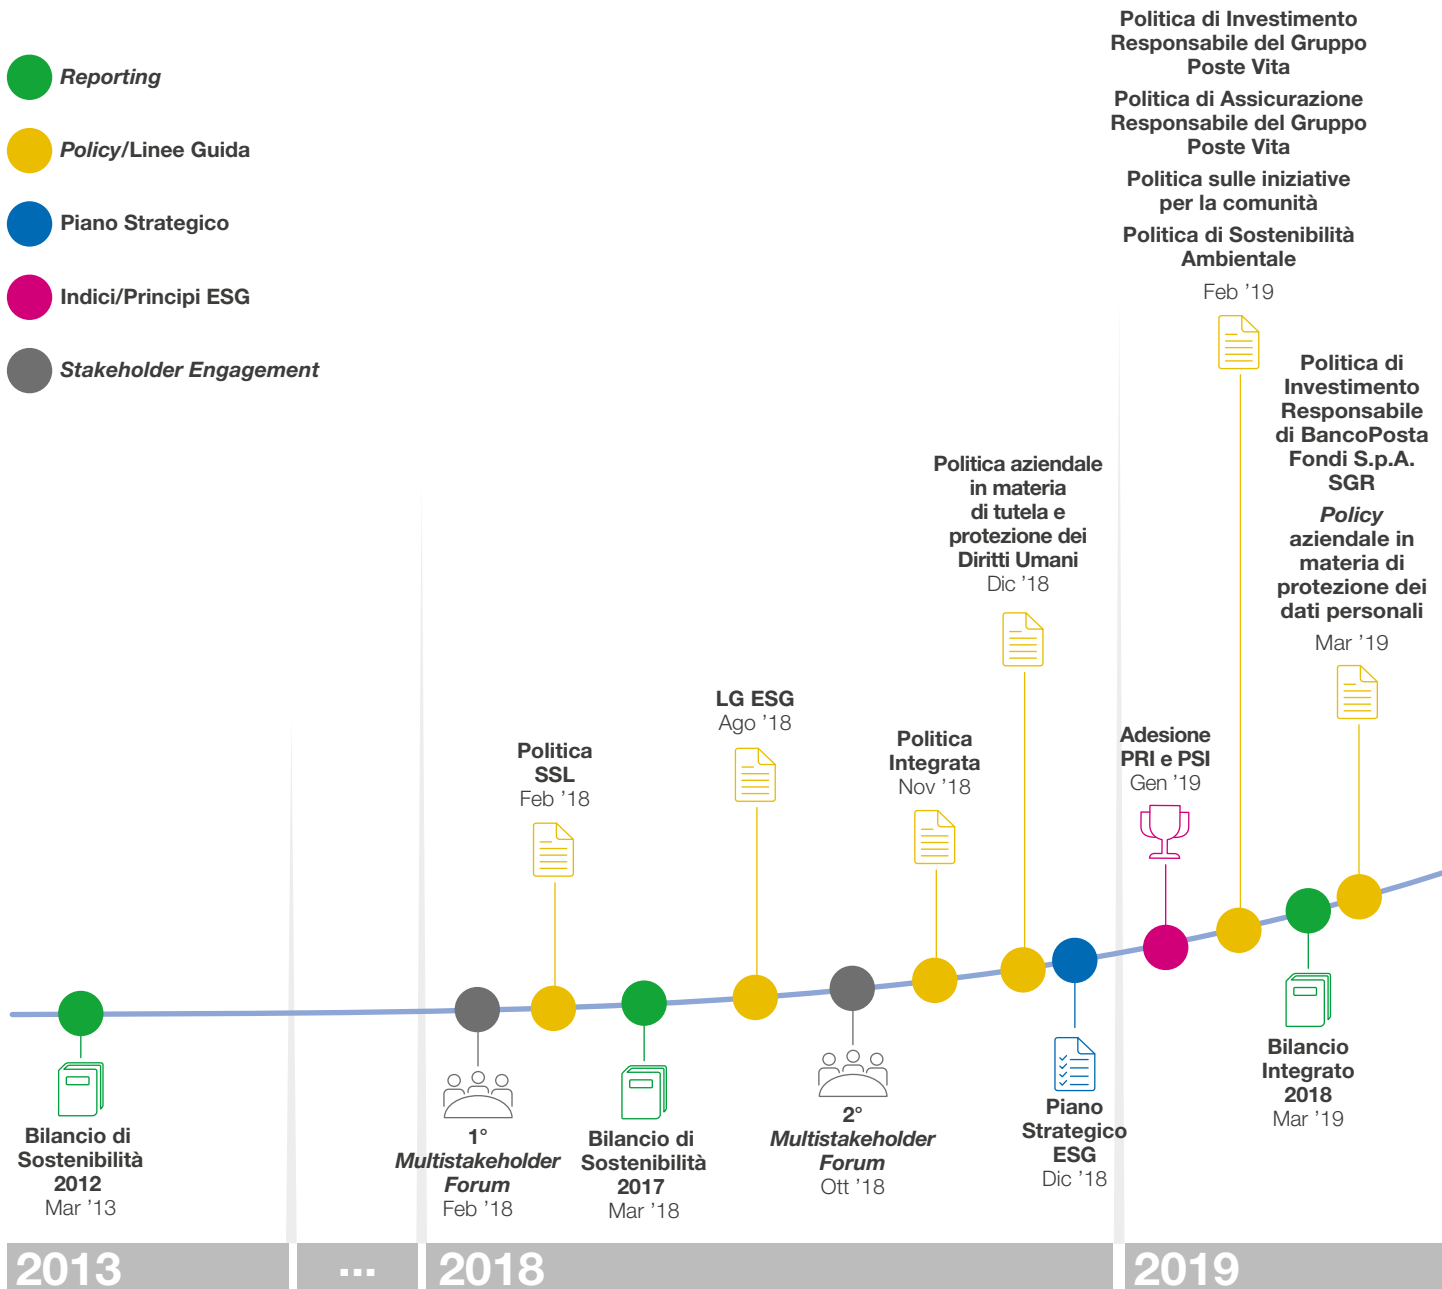 Reporting
Policy/Linee Guida
Piano Strategico
Indici/Principi ESG
Stakeholder Engagement
Bilancio di
Sostenibilità
2012
Mar ’13
1°
Multistakeholder
Forum
Feb ’18
Politica
SSL
Feb ’18
Bilancio di
Sostenibilità
2017
Mar ’18
LG ESG
Ago ’18
2°
Multistakeholder
Forum
Ott ’18
Politica
Integrata
Nov ’18
Politica aziendale
in materia
di tutela e
protezione dei
Diritti Umani
Dic ’18
Piano
Strategico
ESG
Dic ’18
Adesione
PRI e PSI
Gen ’19
Politica di Investimento
Responsabile del Gruppo
Poste Vita
Politica di Assicurazione
Responsabile del Gruppo
Poste Vita
Politica sulle iniziative
per la comunità
Politica di Sostenibilità
Ambientale
Feb ’19
Bilancio
Integrato
2018
Mar ’19
Politica di
Investimento
Responsabile
di BancoPosta
Fondi S.p.A.
SGR
Policy
aziendale in
materia di
protezione dei
dati personali
Mar ’19
2013
...
2018
2019